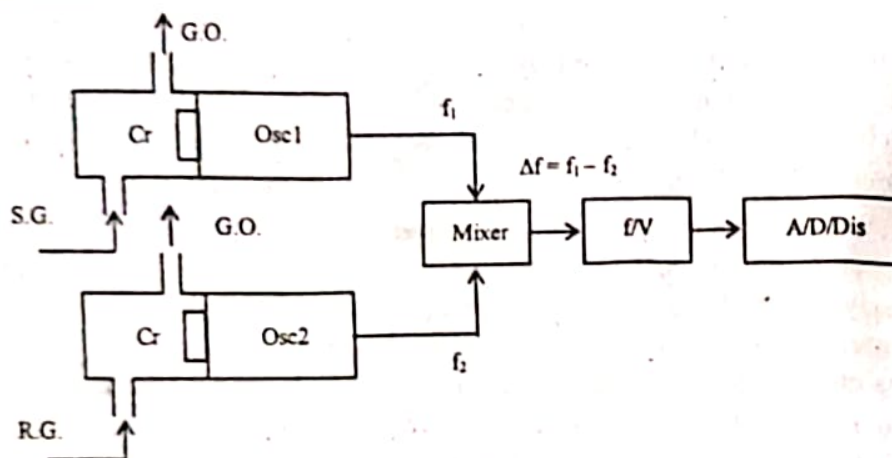 G.O.
Cr
Osc1
f₁
Δf = f₁ – f₂
S.G.
G.O.
Mixer
f/V
A/D/Dis
Cr
Osc2
f₂
R.G.